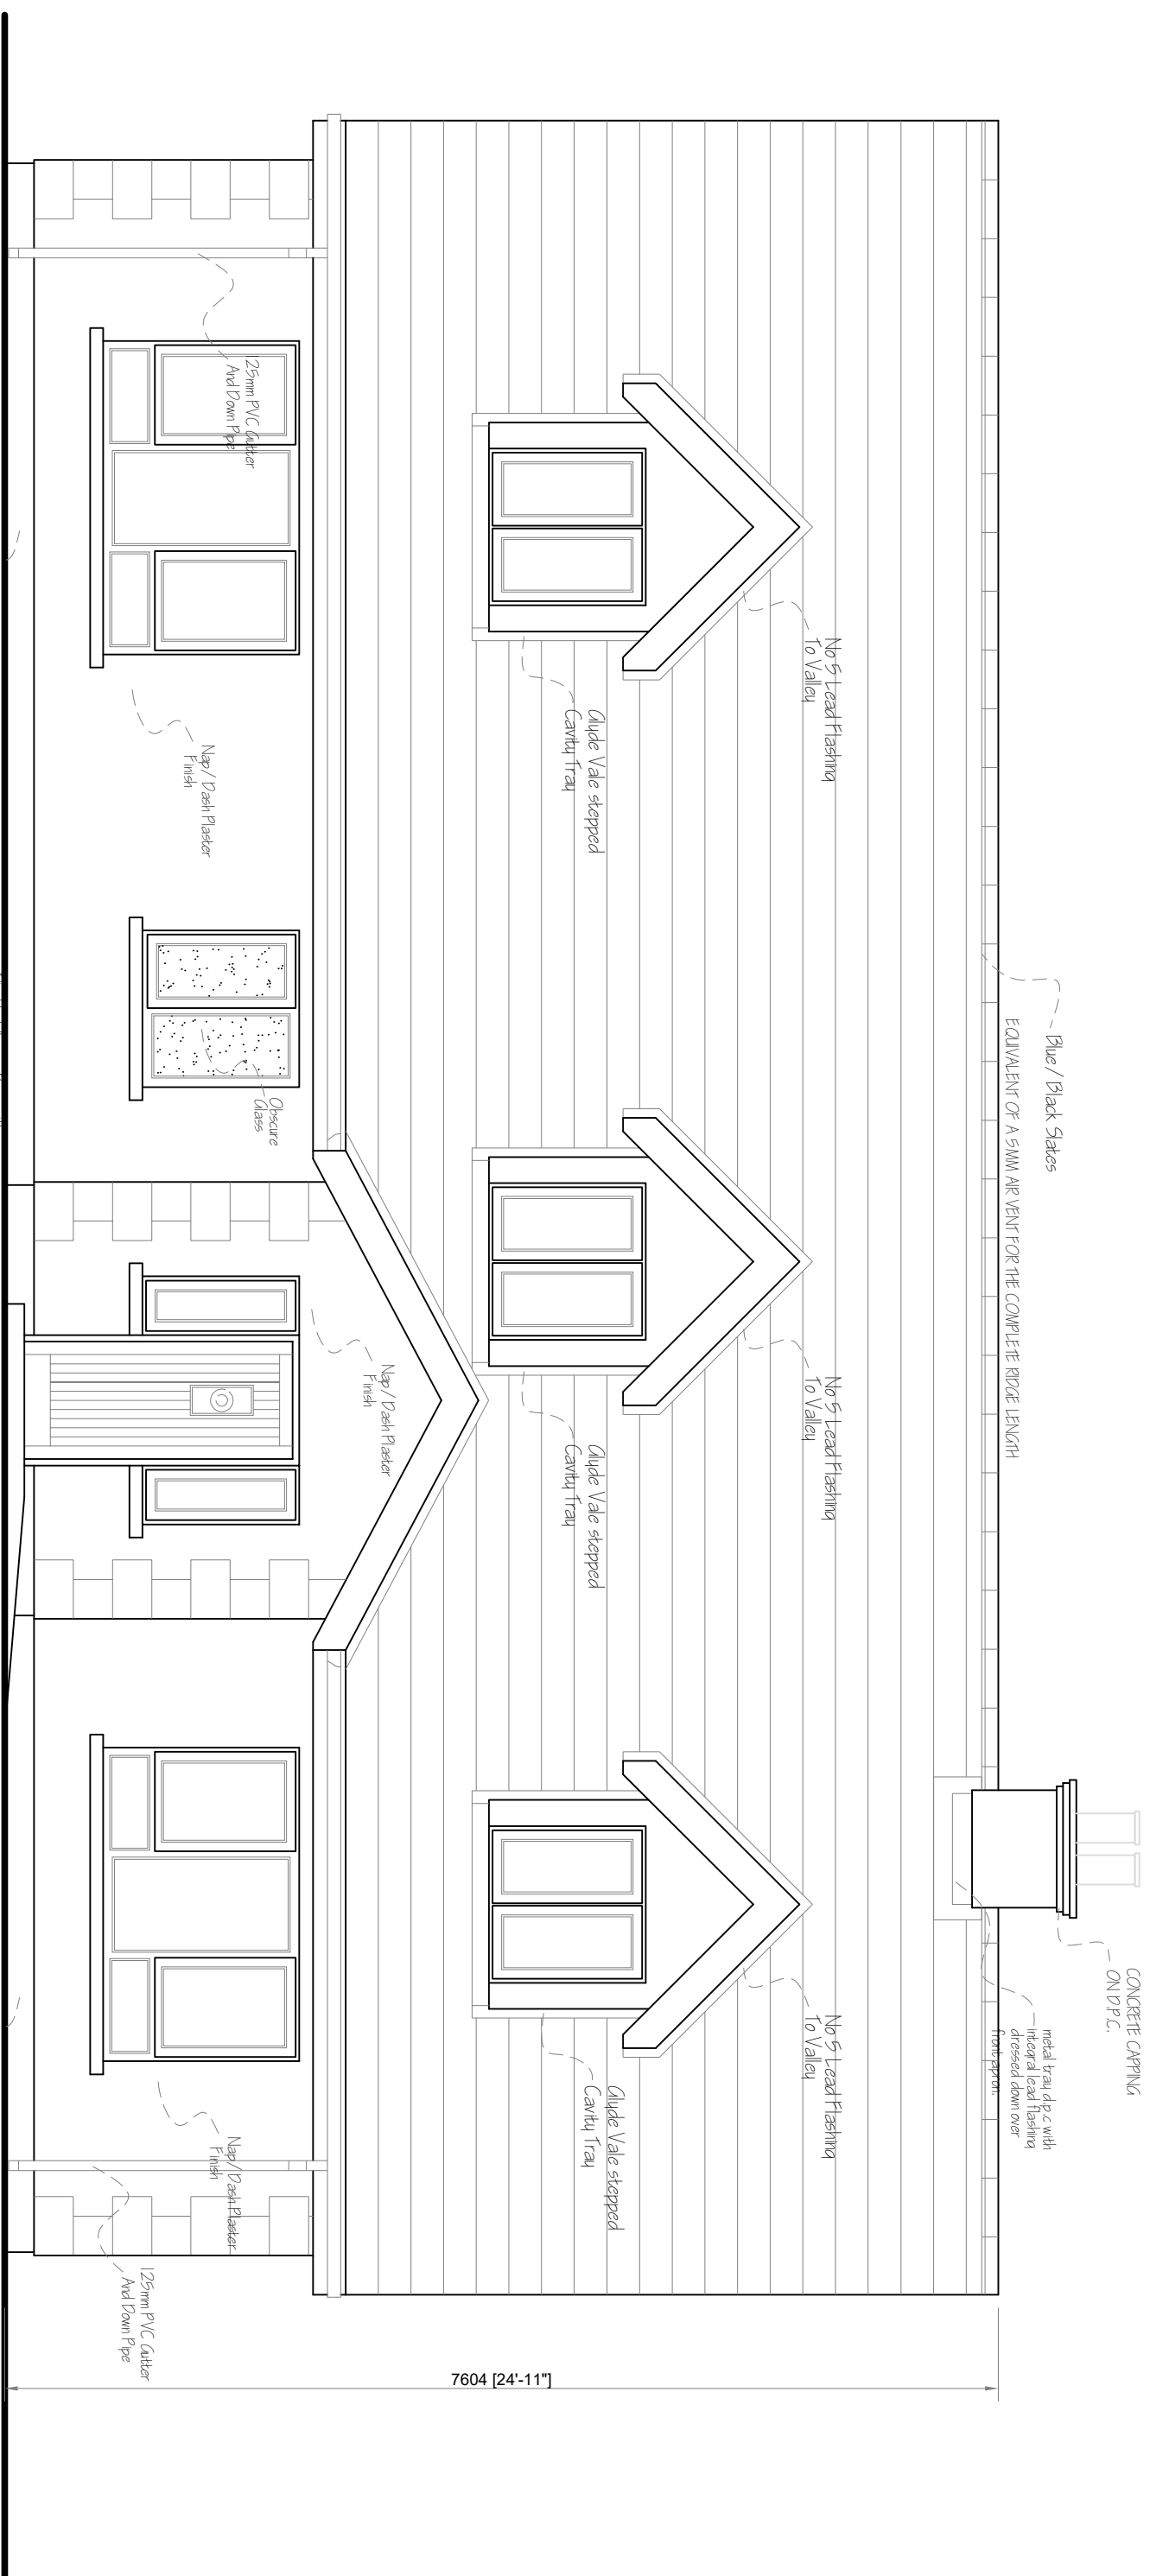 CONCRETE CAPPING
ON D.P.C.
metal tray d.p.c with
integral lead flashing
dressed down over
front apron.
Blue / Black Slates
EQUIVALENT OF A 5MM AIR VENT FOR THE COMPLETE RIDGE LENGTH
No 5 Lead Flashing
To Valley
No 5 Lead Flashing
To Valley
No 5 Lead Flashing
To Valley
Glyde Vale stepped
Cavity Tray
Glyde Vale stepped
Cavity Tray
Glyde Vale stepped
Cavity Tray
125mm PVC Gutter
And Down Pipe
Nap / Dash Plaster
Finish
Obscure
Glass
Nap / Dash Plaster
Finish
Nap / Dash Plaster
Finish
125mm PVC Gutter
And Down Pipe
7604 [24'-11"]